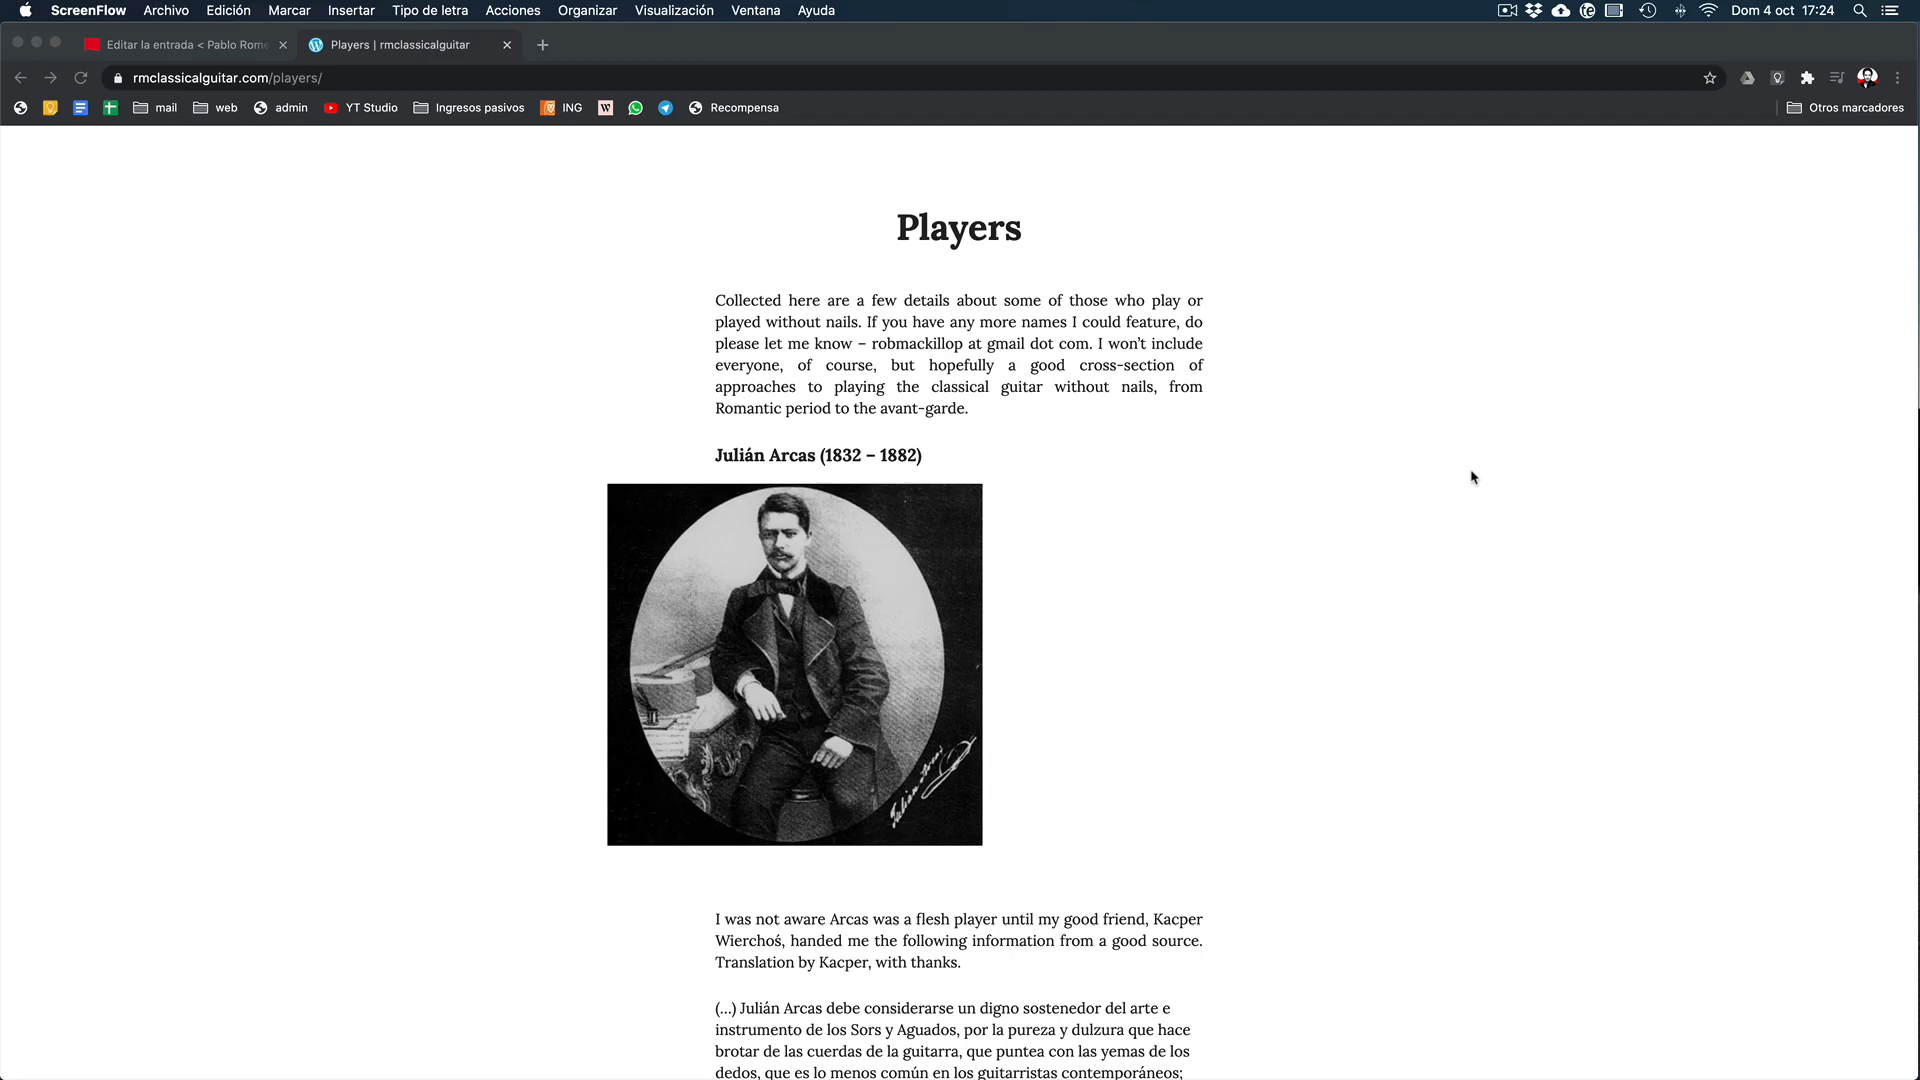 ScreenFlow Archivo Edición Marcar Insertar Tipo de letra Acciones Organizar Visualización Ventana Ayuda Dom 4 oct 17:24
Editar la entrada < Pablo Rome Players | rmclassicalguitar
rmclassicalguitar.com/players/
mail web admin YT Studio Ingresos pasivos ING W Recompensa Otros marcadores
Players
Collected here are a few details about some of those who play or
played without nails. If you have any more names I could feature, do
please let me know – robmackillop at gmail dot com. I won’t include
everyone, of course, but hopefully a good cross-section of
approaches to playing the classical guitar without nails, from
Romantic period to the avant-garde.
Julián Arcas (1832 – 1882)
Julian Arcas
I was not aware Arcas was a flesh player until my good friend, Kacper
Wierchoś, handed me the following information from a good source.
Translation by Kacper, with thanks.
(…) Julián Arcas debe considerarse un digno sostenedor del arte e
instrumento de los Sors y Aguados, por la pureza y dulzura que hace
brotar de las cuerdas de la guitarra, que puntea con las yemas de los
dedos, que es lo menos común en los guitarristas contemporáneos;